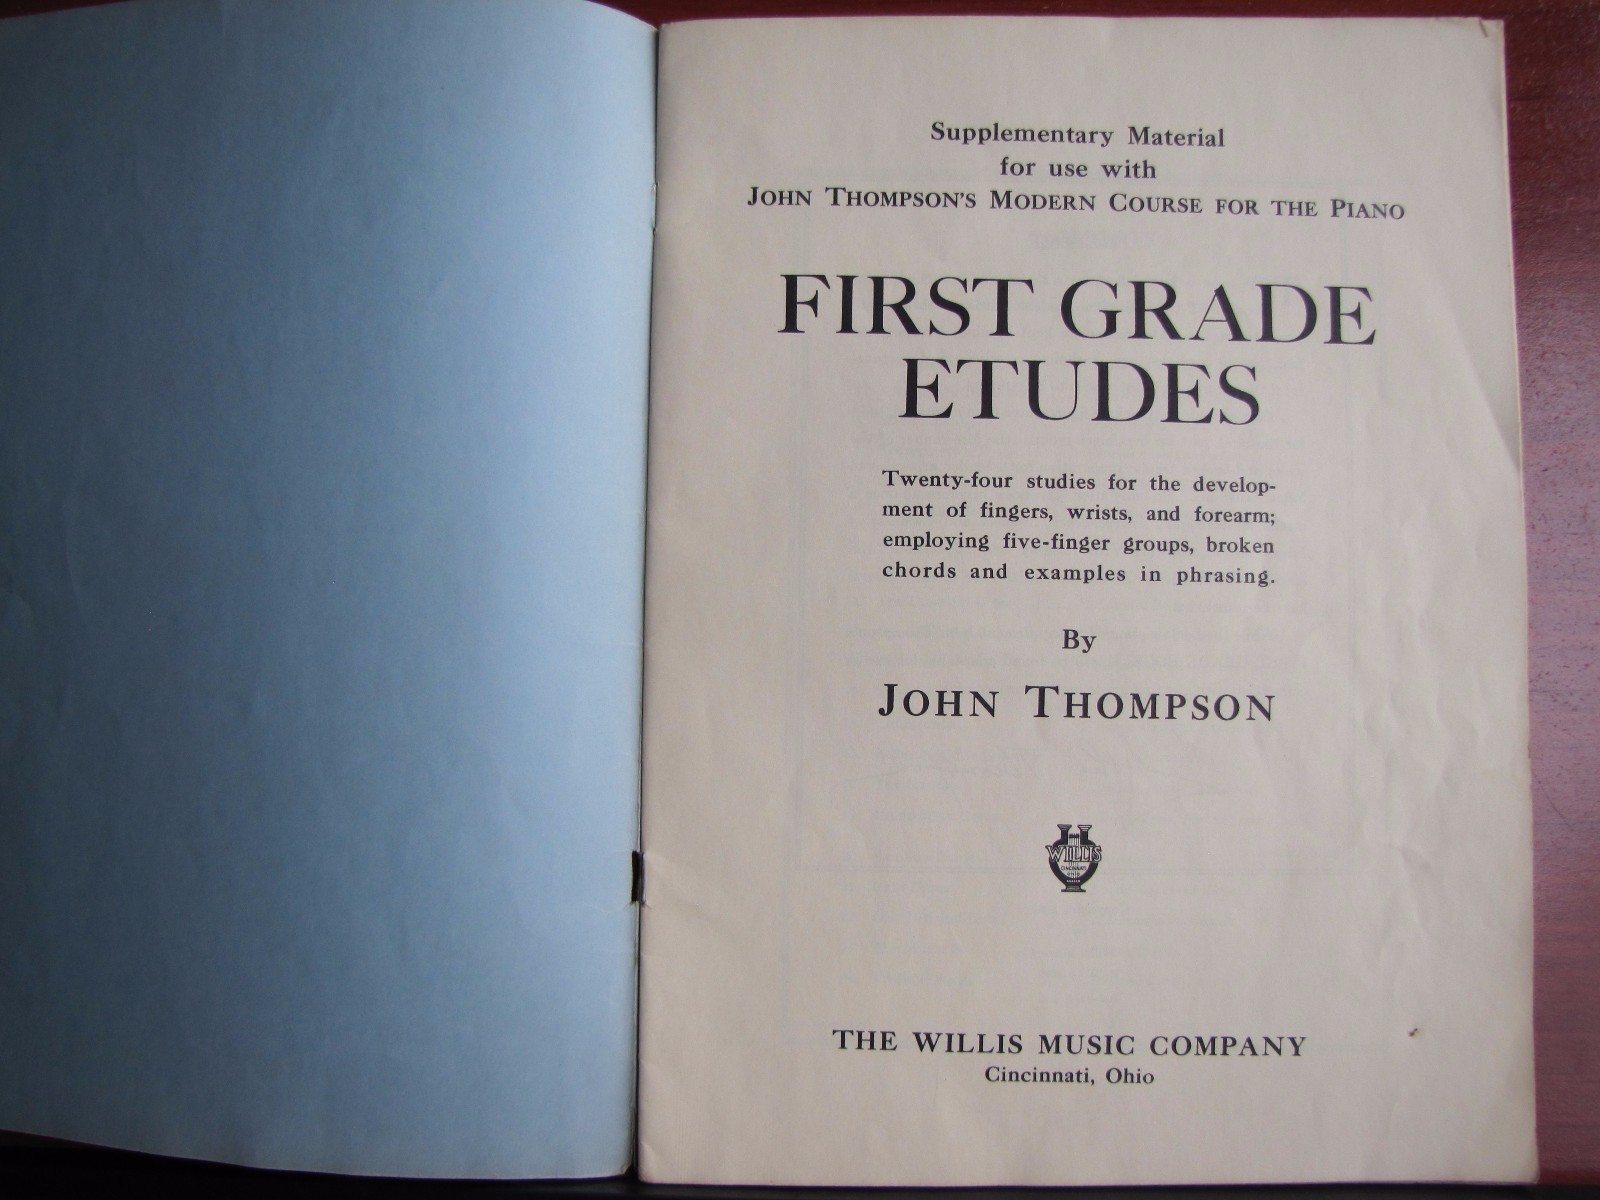 Supplementary Material
for use with
JOHN THOMPSON'S MODERN COURSE FOR THE PIANO
FIRST GRADE
ETUDES
Twenty-four studies for the develop-
ment of fingers, wrists, and forearm;
employing five-finger groups, broken
chords and examples in phrasing.
By
JOHN THOMPSON
WILLIS
THE WILLIS MUSIC COMPANY
Cincinnati, Ohio